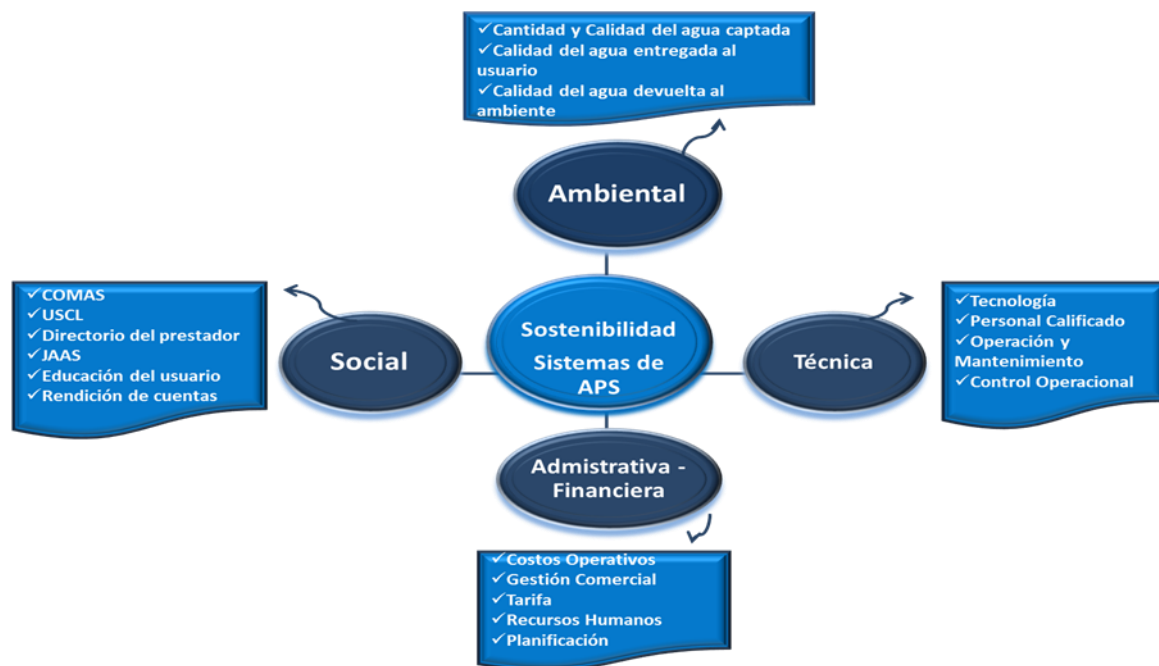 ✓Cantidad y Calidad del agua captada
✓Calidad del agua entregada al
usuario
✓Calidad del agua devuelta al
ambiente
Ambiental
✓COMAS
✓USCL
✓Directorio del prestador
✓JAAS
✓Educación del usuario
✓Rendición de cuentas
Social
Sostenibilidad
Sistemas de
APS
Técnica
✓Tecnología
✓Personal Calificado
✓Operación y
Mantenimiento
✓Control Operacional
Admistrativa -
Financiera
✓Costos Operativos
✓Gestión Comercial
✓Tarifa
✓Recursos Humanos
✓Planificación